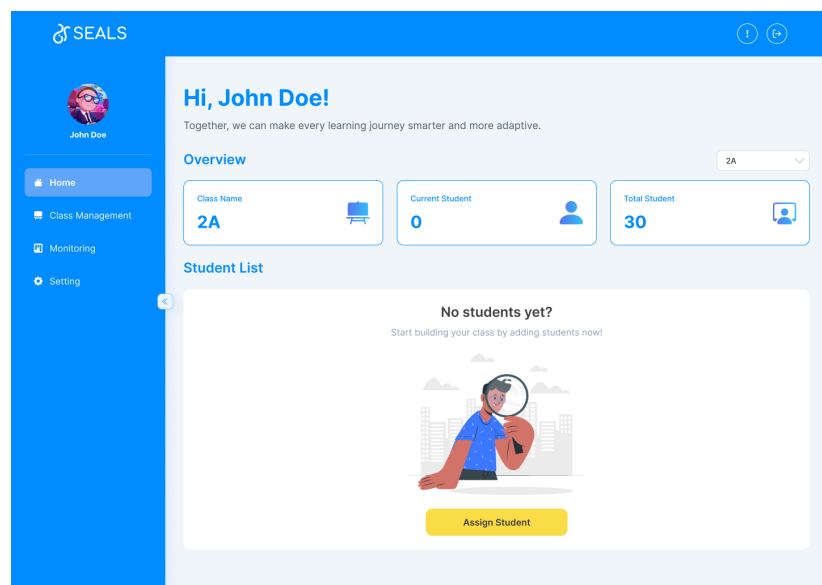 SEALS
John Doe
Home
Class Management
Monitoring
Setting
Hi, John Doe!
Together, we can make every learning journey smarter and more adaptive.
Overview
2A
Class Name
2A
Current Student
0
Total Student
30
Student List
No students yet?
Start building your class by adding students now!
Assign Student